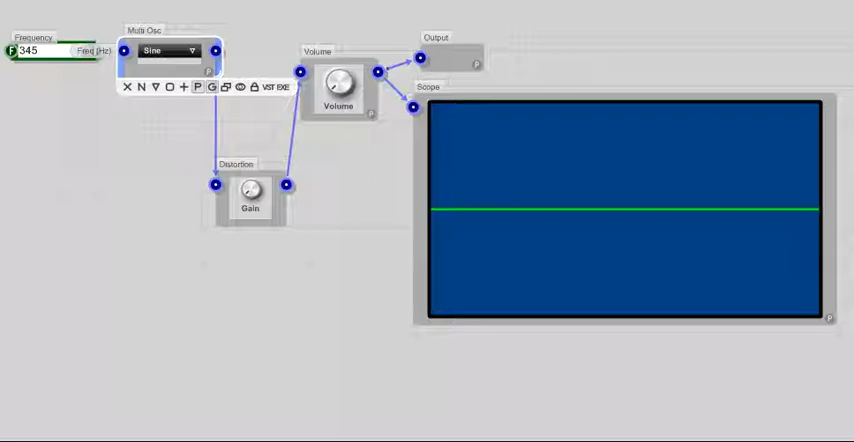 Frequency
F 345 Freq [Hz]
Multi Osc
Sine
P
X N P G VST EXE
Volume
Volume
P
Output
P
Scope
P
Distortion
Gain